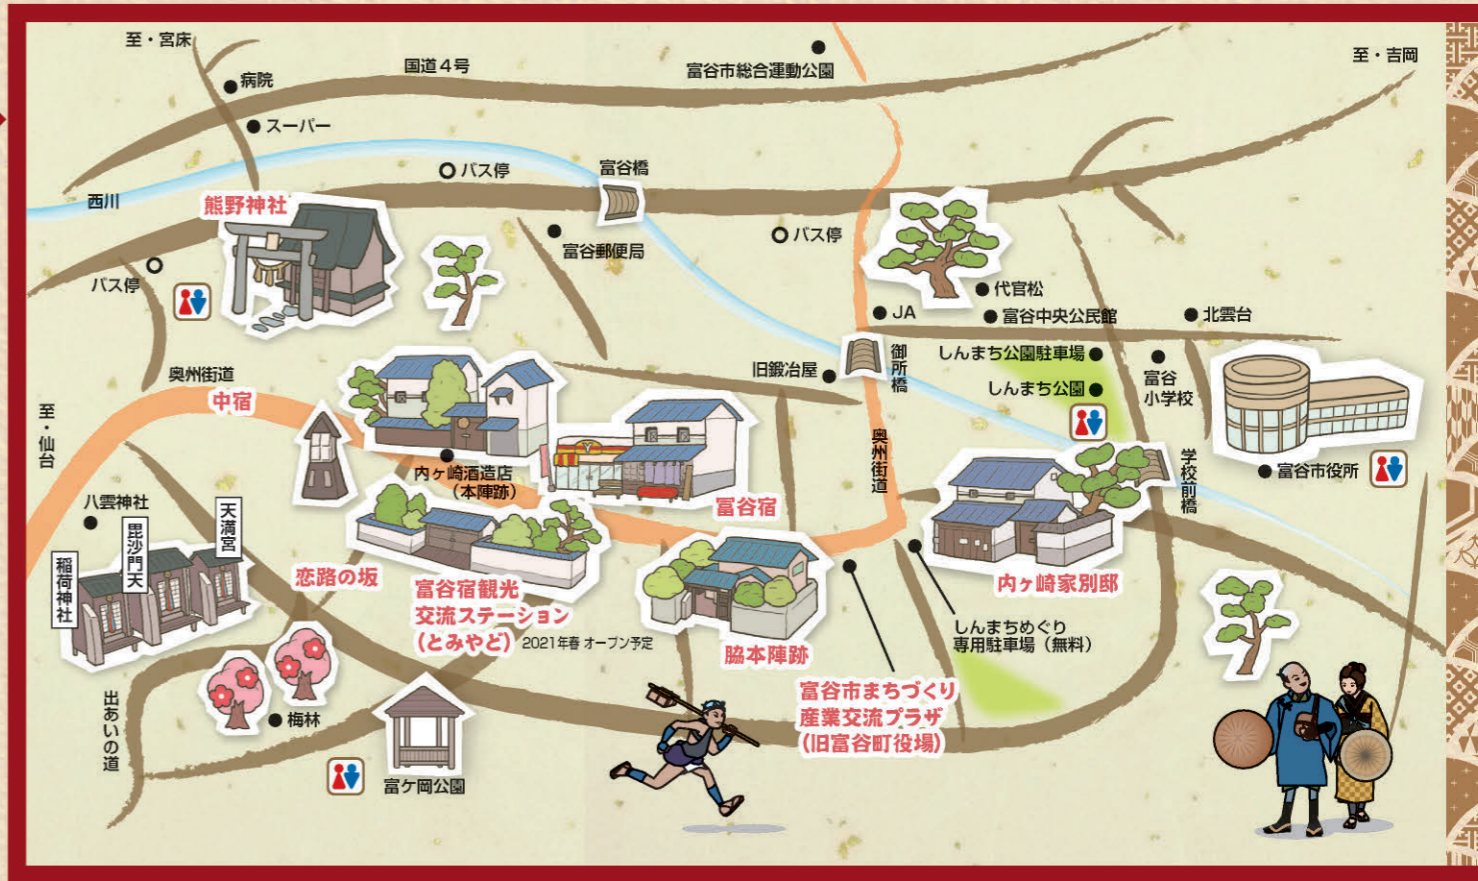 至・宮床
国道4号
富谷市総合運動公園
至・吉岡
病院
スーパー
バス停
富谷橋
西川
熊野神社
富谷郵便局
バス停
バス停
代官松
JA
富谷中央公民館
北雲台
御所橋
しんまち公園駐車場
しんまち公園
富谷
小学校
旧鍛冶屋
奥州街道
中宿
至・仙台
内ヶ崎酒造店
(本陣跡)
冨谷宿
奥州街道
学校前橋
富谷市役所
八雲神社
天満宮
毘沙門天
稲荷神社
恋路の坂
富谷宿観光
交流ステーション
(とみやど)
2021年春 オープン予定
脇本陣跡
内ヶ崎家別邸
しんまちめぐり
専用駐車場(無料)
富谷市まちづくり
産業交流プラザ
(旧富谷町役場)
出あいの道
梅林
富ケ岡公園